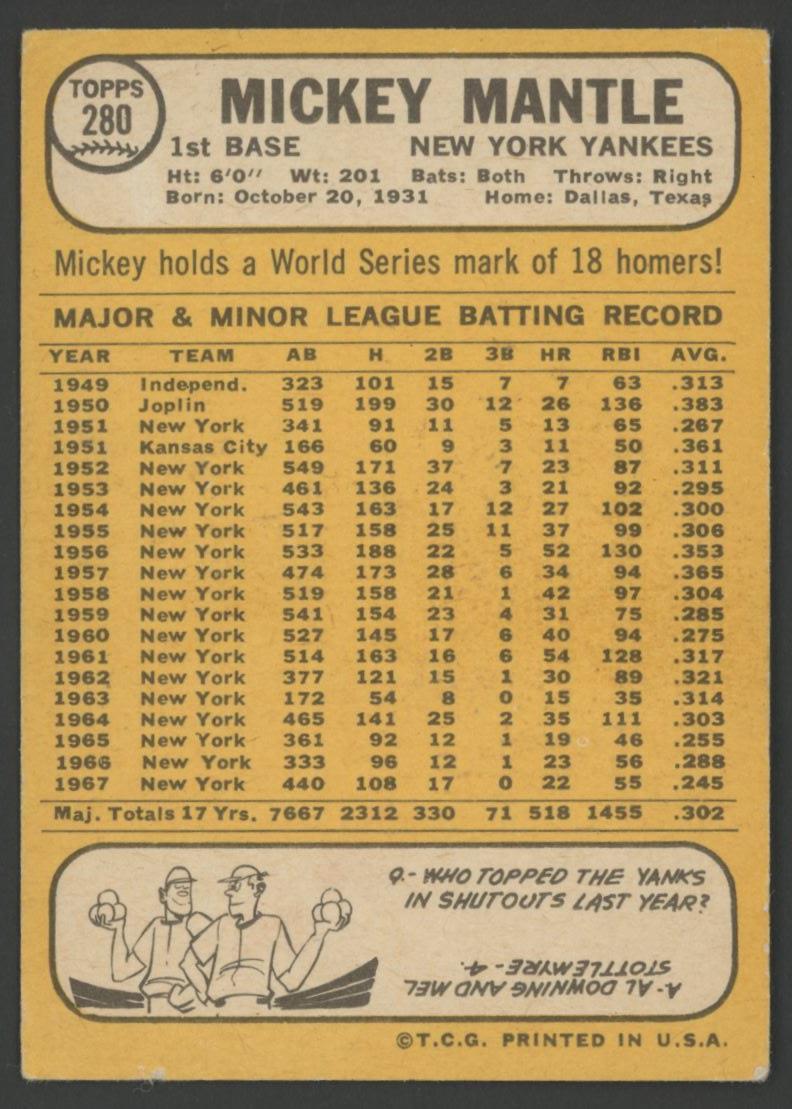 TOPPS
280
MICKEY MANTLE
1st BASE NEW YORK YANKEES
Ht: 6'0" Wt: 201 Bats: Both Throws: Right
Born: October 20, 1931 Home: Dallas, Texas
Mickey holds a World Series mark of 18 homers!
MAJOR & MINOR LEAGUE BATTING RECORD
YEAR TEAM AB H 2B 3B HR RBI AVG.
1949 Independ. 323 101 15 7 7 63 .313
1950 Joplin 519 199 30 12 26 136 .383
1951 New York 341 91 11 5 13 65 .267
1951 Kansas City 166 60 9 3 11 50 .361
1952 New York 549 171 37 7 23 87 .311
1953 New York 461 136 24 3 21 92 .295
1954 New York 543 163 17 12 27 102 .300
1955 New York 517 158 25 11 37 99 .306
1956 New York 533 188 22 5 52 130 .353
1957 New York 474 173 28 6 34 94 .365
1958 New York 519 158 21 1 42 97 .304
1959 New York 541 154 23 4 31 75 .285
1960 New York 527 145 17 6 40 94 .275
1961 New York 514 163 16 6 54 128 .317
1962 New York 377 121 15 1 30 89 .321
1963 New York 172 54 8 0 15 35 .314
1964 New York 465 141 25 2 35 111 .303
1965 New York 361 92 12 1 19 46 .255
1966 New York 333 96 12 1 23 56 .288
1967 New York 440 108 17 0 22 55 .245
Maj. Totals 17 Yrs. 7667 2312 330 71 518 1455 .302
Q.- WHO TOPPED THE YANKS
IN SHUTOUTS LAST YEAR?
A- AL DOWNING AND MEL
STOTTLEMYRE - 4.
©T.C.G. PRINTED IN U.S.A.